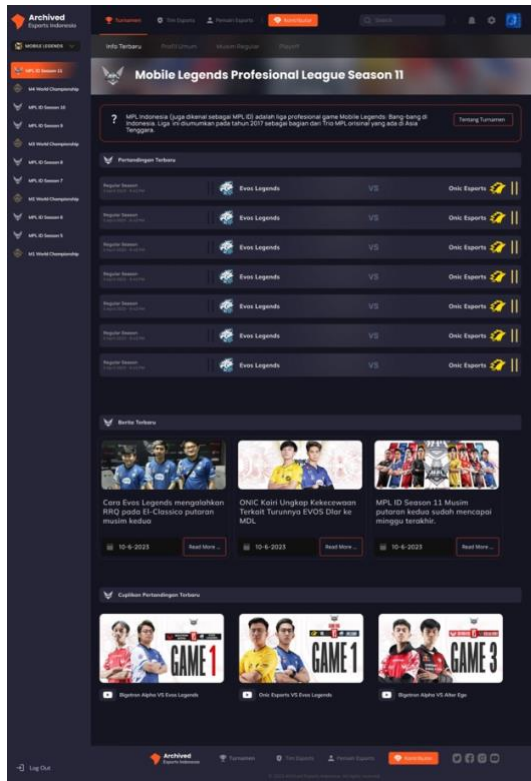 Archived
Esports Indonesia
Turnamen
Tim Esports
Pemain Esports
Kontributor
Search
MOBILE LEGENDS
MPL ID Season 11
M4 World Championship
MPL ID Season 10
MPL ID Season 9
M3 World Championship
MPL ID Season 8
MPL ID Season 7
M2 World Championship
MPL ID Season 6
MPL ID Season 5
M1 World Championship
Log Out
Info Terbaru
Musim Reguler
Playoff
Mobile Legends Profesional League Season 11
?
MPL Indonesia (juga dikenal sebagai MPL ID) adalah liga profesional game Mobile Legends: Bang-bang di
Indonesia. Liga ini diumumkan pada tahun 2017 sebagai bagian dari Trio MPL orisinal yang ada di Asia
Tenggara.
Tentang Turnamen
Pertandingan Terbaru
Regular Season
Evos Legends
VS
Onic Esports
Regular Season
Evos Legends
VS
Onic Esports
Regular Season
Evos Legends
VS
Onic Esports
Regular Season
Evos Legends
VS
Onic Esports
Regular Season
Evos Legends
VS
Onic Esports
Regular Season
Evos Legends
VS
Onic Esports
Regular Season
Evos Legends
VS
Onic Esports
Berita Terbaru
Cara Evos Legends mengalahkan
RRQ pada El-Classico putaran
musim kedua
10-6-2023
Read More ...
ONIC Kairi Ungkap Kekecewaan
Terkait Turunnya EVOS Dlar ke
MDL
10-6-2023
Read More ...
MPL ID Season 11 Musim
putaran kedua sudah mencapai
minggu terakhir.
10-6-2023
Read More ...
Cuplikan Pertandingan Terbaru
GAME 1
Bigetron Alpha VS Evos Legends
GAME 1
Onic Esports VS Evos Legends
GAME 3
Bigetron Alpha VS Alter Ego
Archived
Esports Indonesia
Turnamen
Tim Esports
Pemain Esports
Kontributor